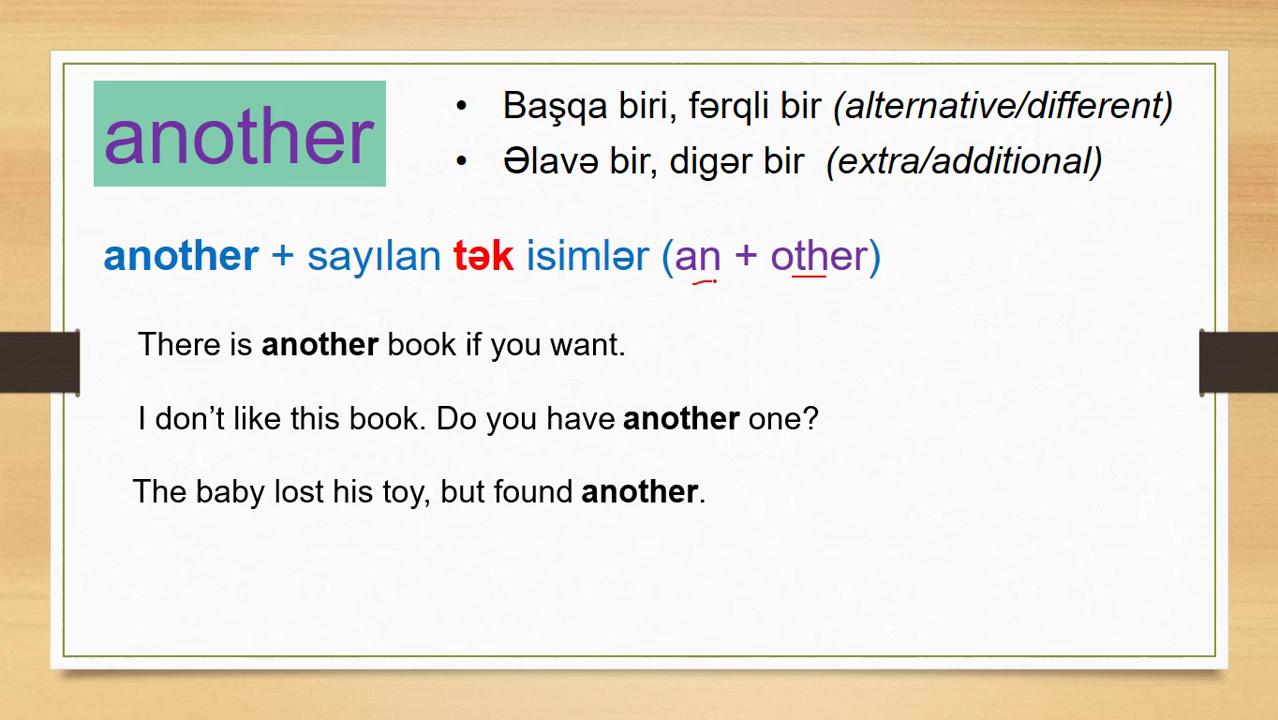 another
• Başqa biri, fərqli bir (alternative/different)
• Əlavə bir, digər bir (extra/additional)
another + sayılan tək isimlər (an + other)
There is another book if you want.
I don’t like this book. Do you have another one?
The baby lost his toy, but found another.